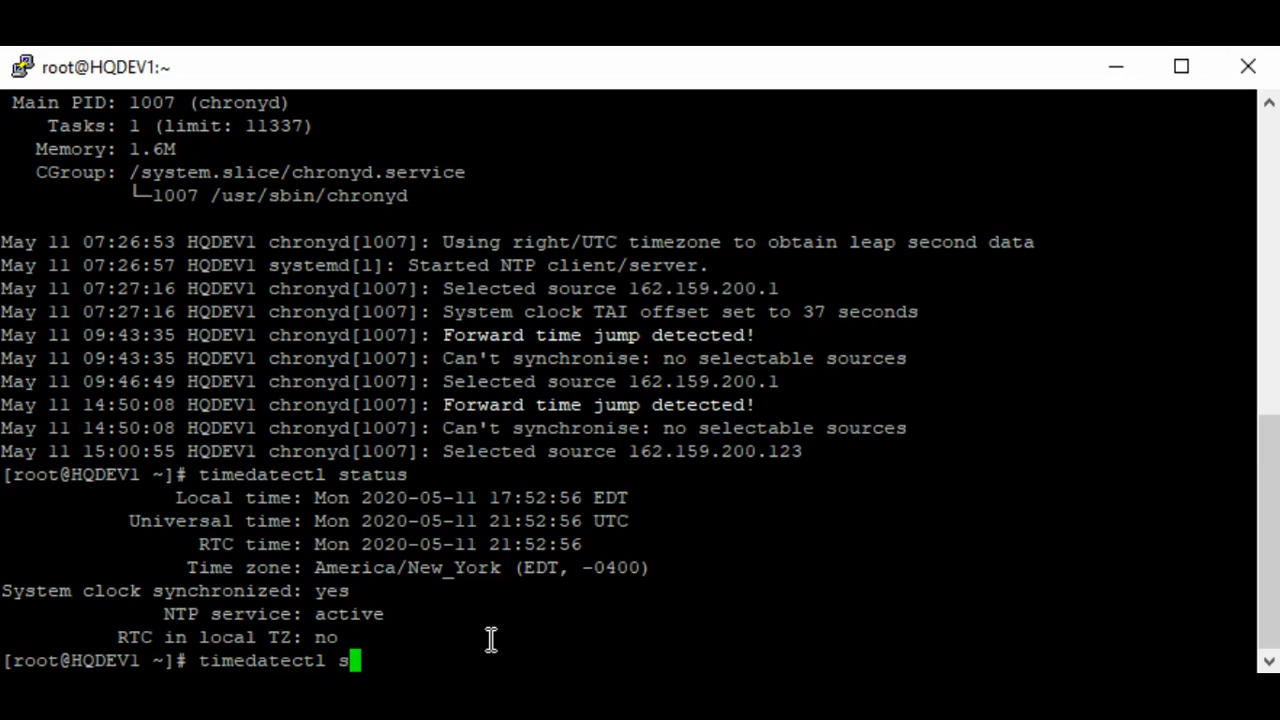 root@HQDEV1:~
Main PID: 1007 (chronyd)
Tasks: 1 (limit: 11337)
Memory: 1.6M
CGroup: /system.slice/chronyd.service
└─1007 /usr/sbin/chronyd
May 11 07:26:53 HQDEV1 chronyd[1007]: Using right/UTC timezone to obtain leap second data
May 11 07:26:57 HQDEV1 systemd[1]: Started NTP client/server.
May 11 07:27:16 HQDEV1 chronyd[1007]: Selected source 162.159.200.1
May 11 07:27:16 HQDEV1 chronyd[1007]: System clock TAI offset set to 37 seconds
May 11 09:43:35 HQDEV1 chronyd[1007]: Forward time jump detected!
May 11 09:43:35 HQDEV1 chronyd[1007]: Can't synchronise: no selectable sources
May 11 09:46:49 HQDEV1 chronyd[1007]: Selected source 162.159.200.1
May 11 14:50:08 HQDEV1 chronyd[1007]: Forward time jump detected!
May 11 14:50:08 HQDEV1 chronyd[1007]: Can't synchronise: no selectable sources
May 11 15:00:55 HQDEV1 chronyd[1007]: Selected source 162.159.200.123
[root@HQDEV1 ~]# timedatectl status
Local time: Mon 2020-05-11 17:52:56 EDT
Universal time: Mon 2020-05-11 21:52:56 UTC
RTC time: Mon 2020-05-11 21:52:56
Time zone: America/New_York (EDT, -0400)
System clock synchronized: yes
NTP service: active
RTC in local TZ: no
[root@HQDEV1 ~]# timedatectl s